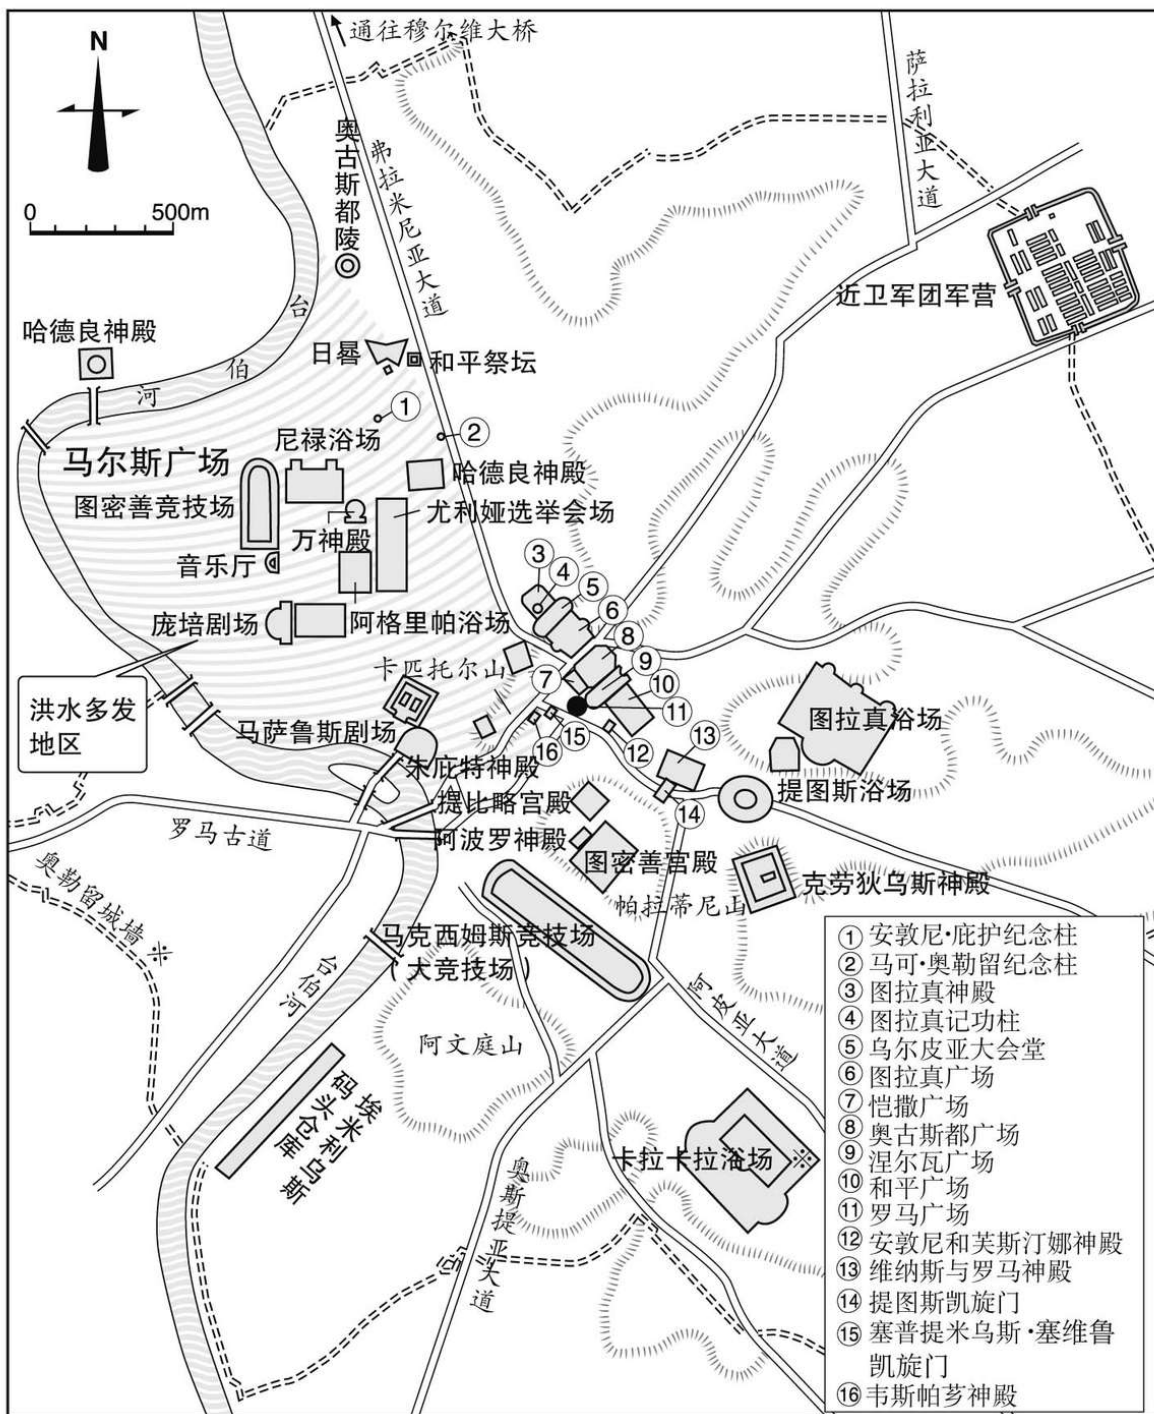 通往穆尔维大桥
N
萨拉利亚大道
奥古斯都陵
弗拉米尼亚大道
0 500m
近卫军团军营
台伯河
哈德良神殿
日晷
和平祭坛
①
②
尼禄浴场
马尔斯广场
哈德良神殿
图密善竞技场
尤利娅选举会场
万神殿
音乐厅
③
④
⑤
⑥
庞培剧场
阿格里帕浴场
⑧
⑨
卡匹托尔山
⑦
⑩
⑪
洪水多发
地区
图拉真浴场
马萨鲁斯剧场
⑯
⑮
⑫
⑬
朱庇特神殿
提比略宫殿
提图斯浴场
⑭
罗马古道
阿波罗神殿
图密善宫殿
奥勒留城墙※
克劳狄乌斯神殿
帕拉蒂尼山
马克西姆斯竞技场
（大竞技场）
台伯河
阿皮亚大道
阿文庭山
埃米利乌斯
码头仓库
卡拉卡拉浴场※
奥斯提亚大道
①安敦尼·庇护纪念柱
②马可·奥勒留纪念柱
③图拉真神殿
④图拉真记功柱
⑤乌尔皮亚大会堂
⑥图拉真广场
⑦恺撒广场
⑧奥古斯都广场
⑨涅尔瓦广场
⑩和平广场
⑪罗马广场
⑫安敦尼和芙斯汀娜神殿
⑬维纳斯与罗马神殿
⑭提图斯凯旋门
⑮塞普提米乌斯·塞维鲁
凯旋门
⑯韦斯帕芗神殿